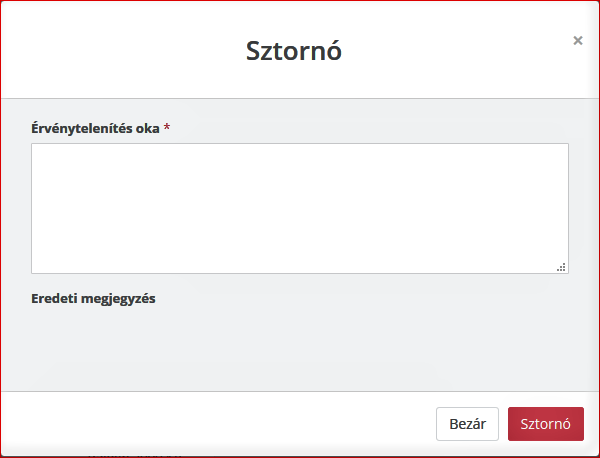 Sztornó
×
Érvénytelenítés oka *
Eredeti megjegyzés
Bezár
Sztornó